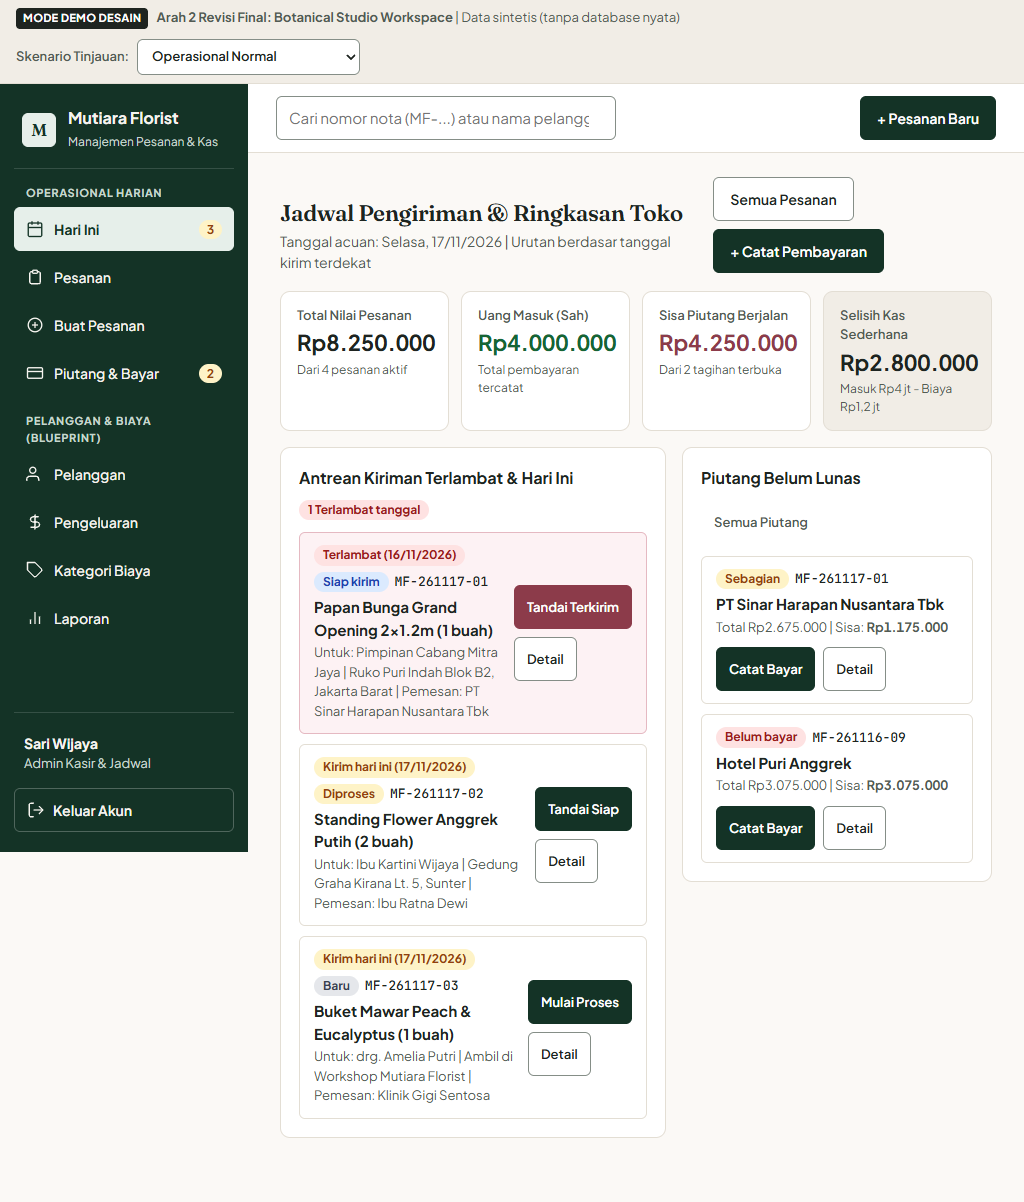 MODE DEMO DESAIN Arah 2 Revisi Final: Botanical Studio Workspace | Data sintetis (tanpa database nyata)
Skenario Tinjauan: Operasional Normal
M
Mutiara Florist
Manajemen Pesanan & Kas
OPERASIONAL HARIAN
Hari Ini 3
Pesanan
Buat Pesanan
Piutang & Bayar 2
PELANGGAN & BIAYA
(BLUEPRINT)
Pelanggan
Pengeluaran
Kategori Biaya
Laporan
Sari Wijaya
Admin Kasir & Jadwal
Keluar Akun
Cari nomor nota (MF-...) atau nama pelangg
+ Pesanan Baru
Jadwal Pengiriman & Ringkasan Toko
Tanggal acuan: Selasa, 17/11/2026 | Urutan berdasar tanggal
kirim terdekat
Semua Pesanan
+ Catat Pembayaran
Total Nilai Pesanan
Rp8.250.000
Dari 4 pesanan aktif
Uang Masuk (Sah)
Rp4.000.000
Total pembayaran
tercatat
Sisa Piutang Berjalan
Rp4.250.000
Dari 2 tagihan terbuka
Selisih Kas
Sederhana
Rp2.800.000
Masuk Rp4 jt - Biaya
Rp1,2 jt
Antrean Kiriman Terlambat & Hari Ini
1 Terlambat tanggal
Terlambat (16/11/2026)
Siap kirim MF-261117-01
Papan Bunga Grand
Opening 2×1.2m (1 buah)
Untuk: Pimpinan Cabang Mitra
Jaya | Ruko Puri Indah Blok B2,
Jakarta Barat | Pemesan: PT
Sinar Harapan Nusantara Tbk
Tandai Terkirim
Detail
Kirim hari ini (17/11/2026)
Diproses MF-261117-02
Standing Flower Anggrek
Putih (2 buah)
Untuk: Ibu Kartini Wijaya | Gedung
Graha Kirana Lt. 5, Sunter |
Pemesan: Ibu Ratna Dewi
Tandai Siap
Detail
Kirim hari ini (17/11/2026)
Baru MF-261117-03
Buket Mawar Peach &
Eucalyptus (1 buah)
Untuk: drg. Amelia Putri | Ambil di
Workshop Mutiara Florist |
Pemesan: Klinik Gigi Sentosa
Mulai Proses
Detail
Piutang Belum Lunas
Semua Piutang
Sebagian MF-261117-01
PT Sinar Harapan Nusantara Tbk
Total Rp2.675.000 | Sisa: Rp1.175.000
Catat Bayar Detail
Belum bayar MF-261116-09
Hotel Puri Anggrek
Total Rp3.075.000 | Sisa: Rp3.075.000
Catat Bayar Detail